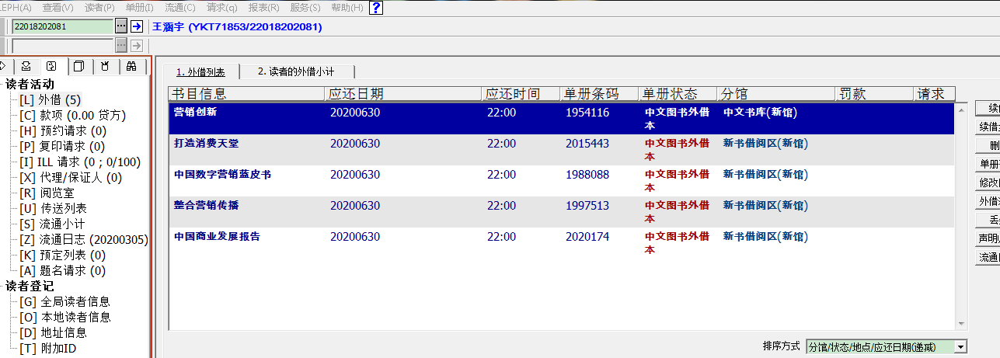 LEPH(A) 查看(V) 读者(P) 单册(I) 流通(C) 请求(q) 报表(R) 服务(S) 帮助(H) ?
22018202081 ... 王涵宇 (YKT71853/22018202081)
...
1. 外借列表 2. 读者的外借小计
读者活动
[L] 外借 (5)
[C] 款项 (0.00 贷方)
[H] 预约请求 (0)
[P] 复印请求 (0)
[I] ILL 请求 (0 ; 0/100)
[X] 代理/保证人 (0)
[R] 阅览室
[U] 传送列表
[S] 流通小计
[Z] 流通日志 (20200305)
[K] 预定列表 (0)
[A] 题名请求 (0)
读者登记
[G] 全局读者信息
[O] 本地读者信息
[D] 地址信息
[T] 附加ID
书目信息 应还日期 应还时间 单册条码 单册状态 分馆 罚款 请求
营销创新 20200630 22:00 1954116 中文图书外借 中文书库(新馆)
本
打造消费天堂 20200630 22:00 2015443 中文图书外借 新书借阅区(新馆)
本
中国数字营销蓝皮书 20200630 22:00 1988088 中文图书外借 新书借阅区(新馆)
本
整合营销传播 20200630 22:00 1997513 中文图书外借 新书借阅区(新馆)
本
中国商业发展报告 20200630 22:00 2020174 中文图书外借 新书借阅区(新馆)
本
续借
删
单册
修改
外借
丢
声明
流通
排序方式 分馆/状态/地点/应还日期(递减)